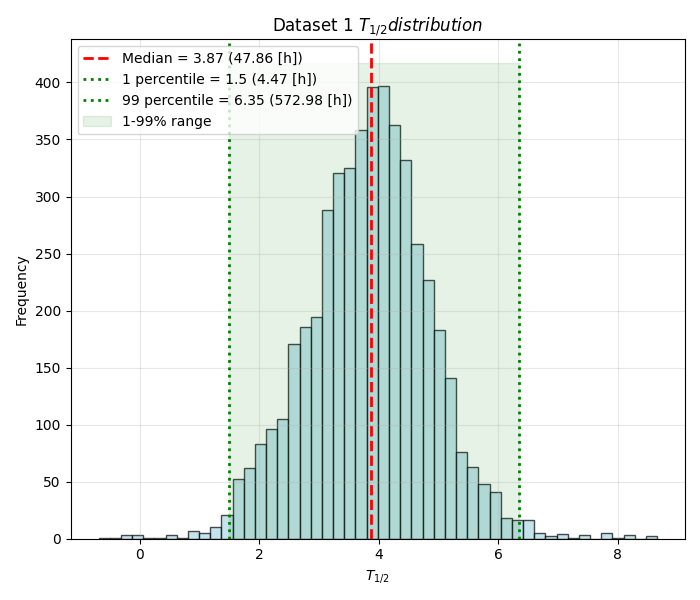 Dataset 1 T1/2distribution
Median = 3.87 (47.86 [h])
1 percentile = 1.5 (4.47 [h])
99 percentile = 6.35 (572.98 [h])
1-99% range
Frequency
400
350
300
250
200
150
100
50
0
0 2 4 6 8
T1/2